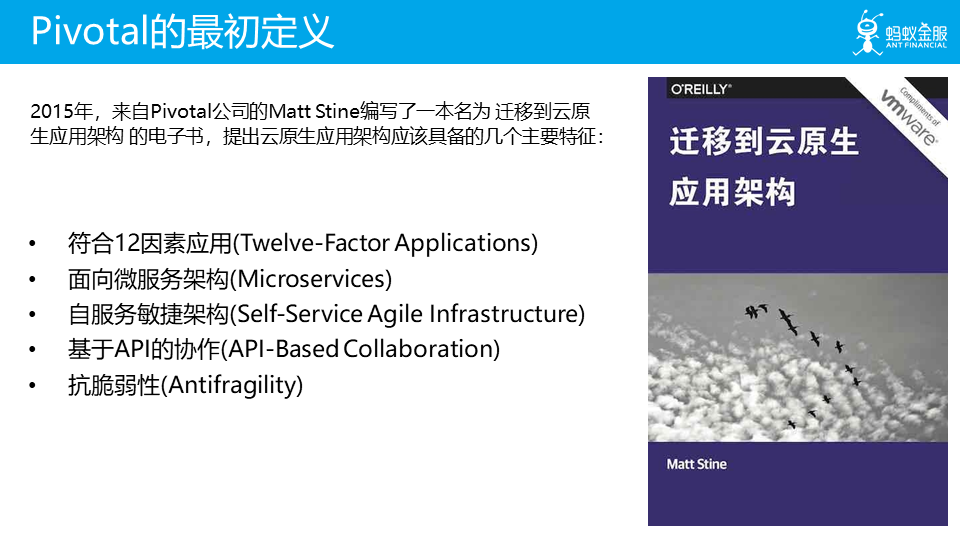 Pivotal的最初定义
蚂蚁金服
ANT FINANCIAL
2015年，来自Pivotal公司的Matt Stine编写了一本名为 迁移到云原
生应用架构 的电子书，提出云原生应用架构应该具备的几个主要特征：
• 符合12因素应用(Twelve-Factor Applications)
• 面向微服务架构(Microservices)
• 自服务敏捷架构(Self-Service Agile Infrastructure)
• 基于API的协作(API-Based Collaboration)
• 抗脆弱性(Antifragility)
O'REILLY®
Compliments of
vmware®
迁移到云原生
应用架构
Matt Stine